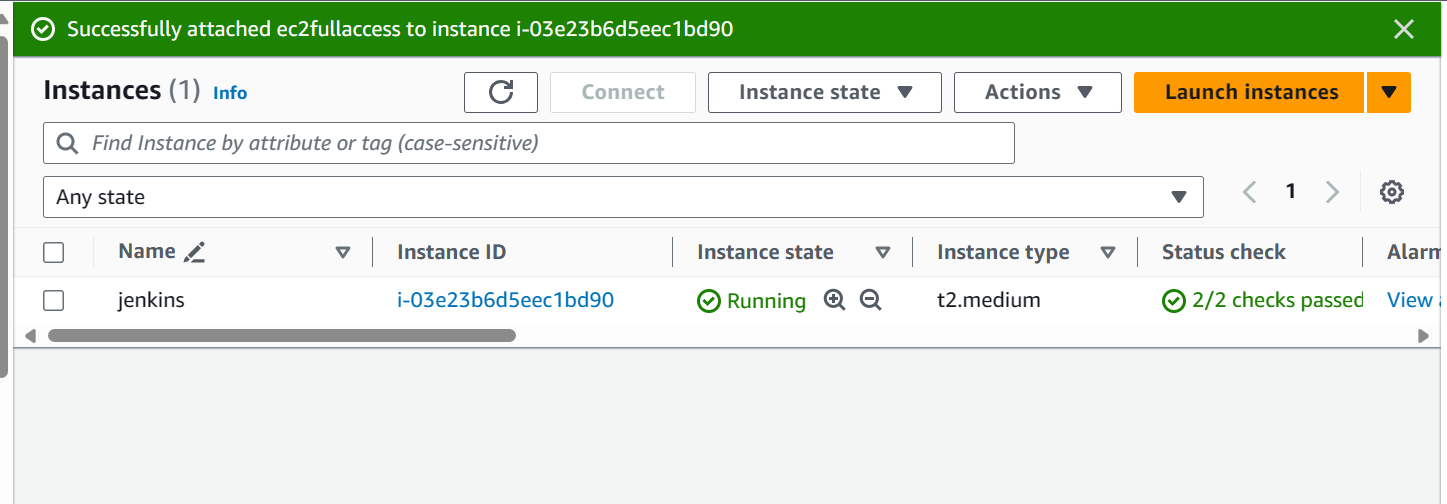 Successfully attached ec2fullaccess to instance i-03e23b6d5eec1bd90
Instances (1) Info Connect Instance state Actions Launch instances
Find Instance by attribute or tag (case-sensitive)
Any state 1
Name Instance ID Instance state Instance type Status check Alarm
jenkins i-03e23b6d5eec1bd90 Running t2.medium 2/2 checks passed View a